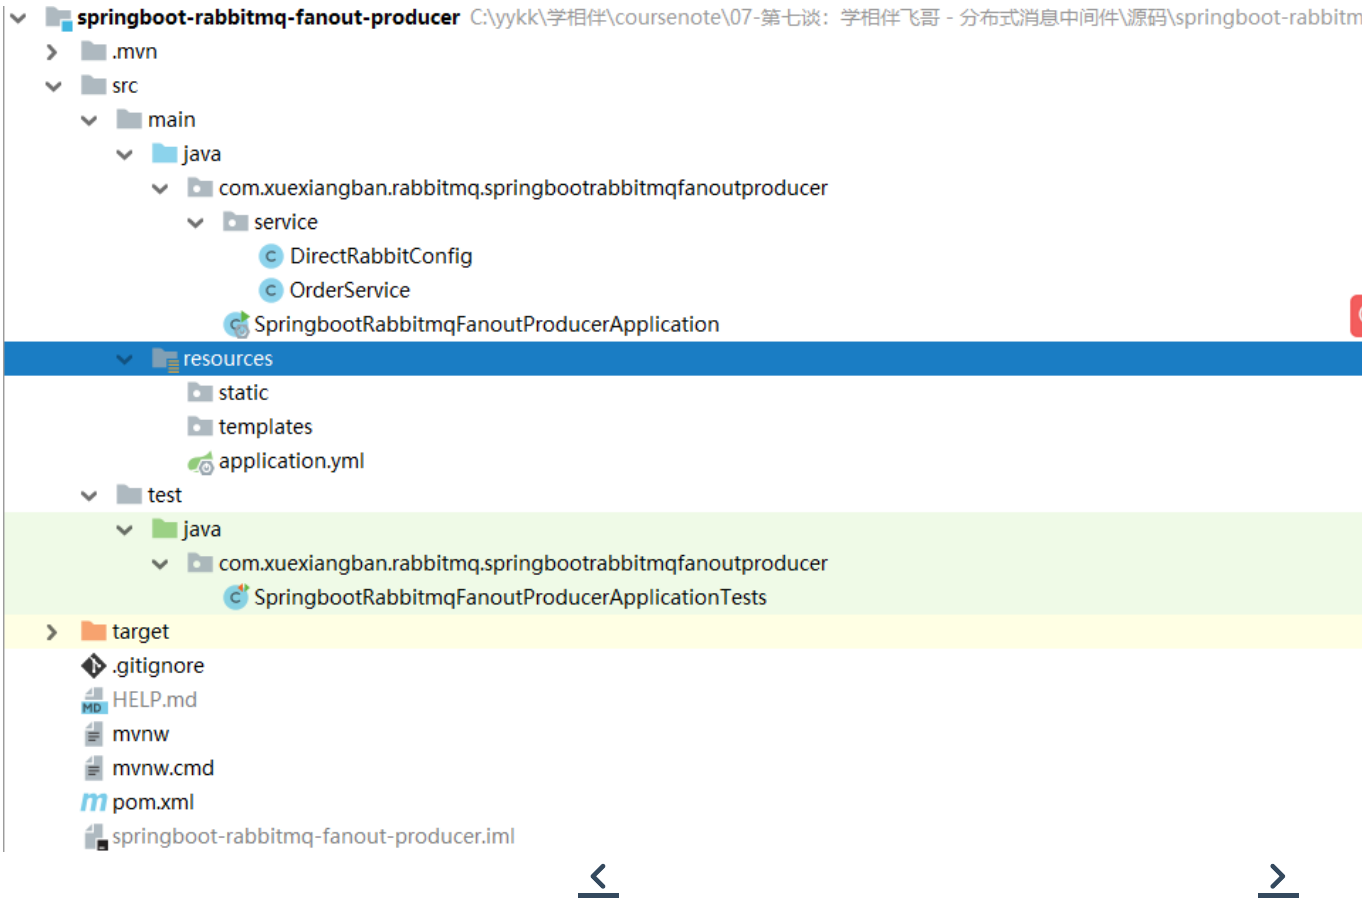 springboot-rabbitmq-fanout-producer C:\yykk\学相伴\coursenote\07-第七谈：学相伴飞哥 - 分布式消息中间件\源码\springboot-rabbitm
.mvn
src
main
java
com.xuexiangban.rabbitmq.springbootrabbitmqfanoutproducer
service
DirectRabbitConfig
OrderService
SpringbootRabbitmqFanoutProducerApplication
resources
static
templates
application.yml
test
java
com.xuexiangban.rabbitmq.springbootrabbitmqfanoutproducer
SpringbootRabbitmqFanoutProducerApplicationTests
target
.gitignore
HELP.md
mvnw
mvnw.cmd
pom.xml
springboot-rabbitmq-fanout-producer.iml